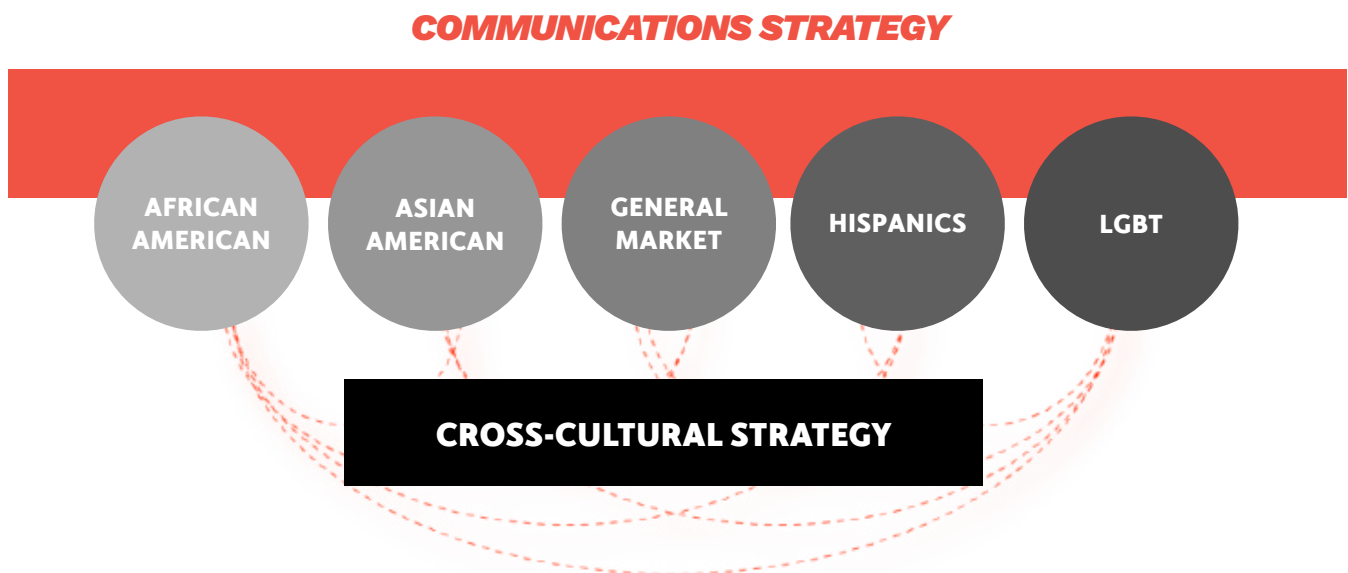 COMMUNICATIONS STRATEGY
AFRICAN
AMERICAN
ASIAN
AMERICAN
GENERAL
MARKET
HISPANICS
LGBT
CROSS-CULTURAL STRATEGY